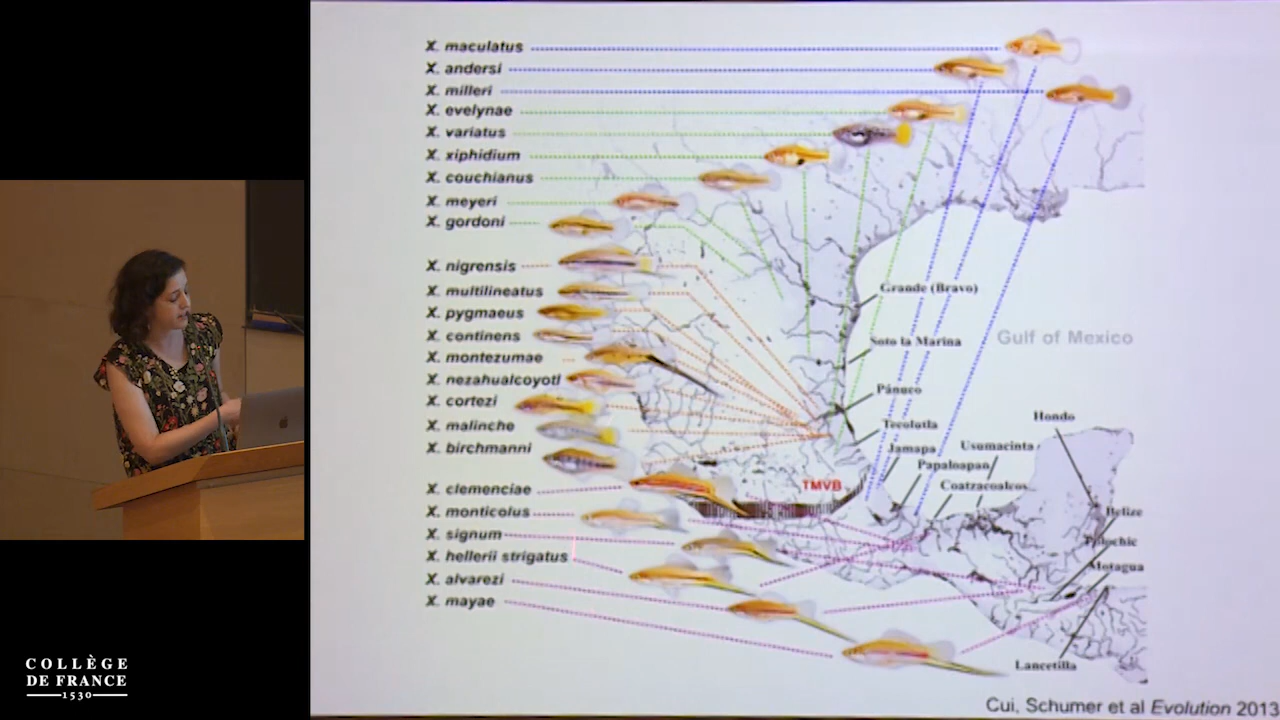 X. maculatus
X. andersi
X. milleri
X. evelynae
X. variatus
X. xiphidium
X. couchianus
X. meyeri
X. gordoni
X. nigrensis
X. multilineatus
X. pygmaeus
X. continens
X. montezumae
X. nezahualcoyotl
X. cortezi
X. malinche
X. birchmanni
X. clemenciae
X. monticolus
X. signum
X. hellerii strigatus
X. alvarezi
X. mayae
Grande (Bravo)
Gulf of Mexico
Soto la Marina
Pánuco
Tecolutla
Jamapa
Usumacinta
Hondo
Papaloapan
Coatzacoalcos
TMVB
Belize
Polochic
Motagua
Lancetilla
Cui, Schumer et al Evolution 2013
COLLÈGE
DE FRANCE
1530